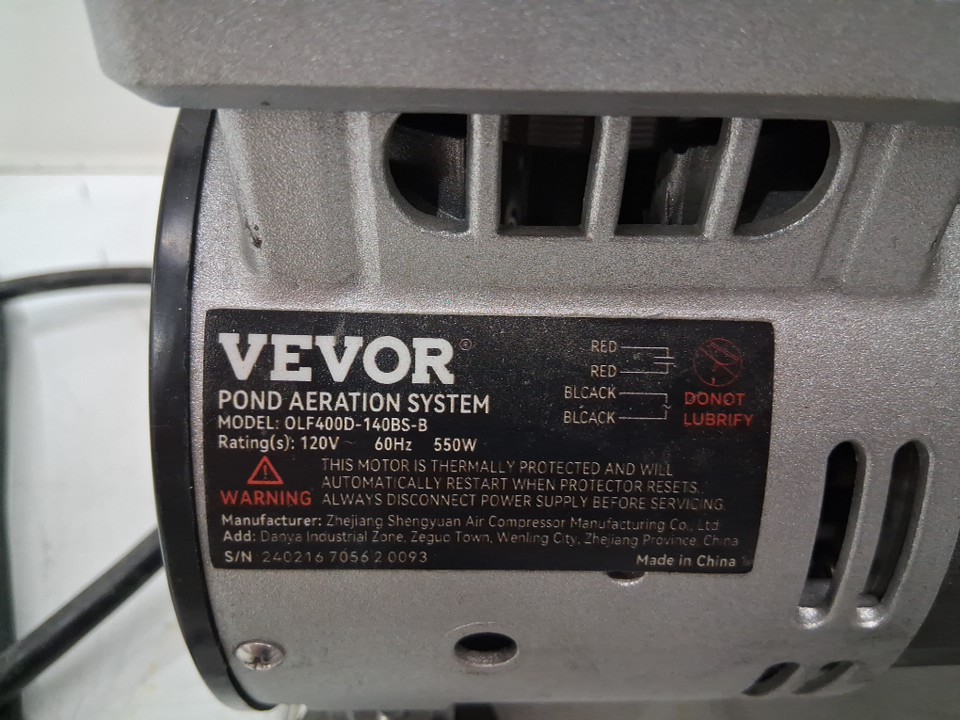 VEVOR®
POND AERATION SYSTEM
MODEL: OLF400D-140BS-B
Rating(s): 120V ~ 60Hz 550W
RED
RED
BLCACK
BLCACK
DONOT
LUBRIFY
WARNING
THIS MOTOR IS THERMALLY PROTECTED AND WILL
AUTOMATICALLY RESTART WHEN PROTECTOR RESETS.
ALWAYS DISCONNECT POWER SUPPLY BEFORE SERVICING.
Manufacturer: Zhejiang Shengyuan Air Compressor Manufacturing Co., Ltd
Add: Danya Industrial Zone, Zeguo Town, Wenling City, Zhejiang Province, China
S/N 240216 7056 2 0093
Made in China